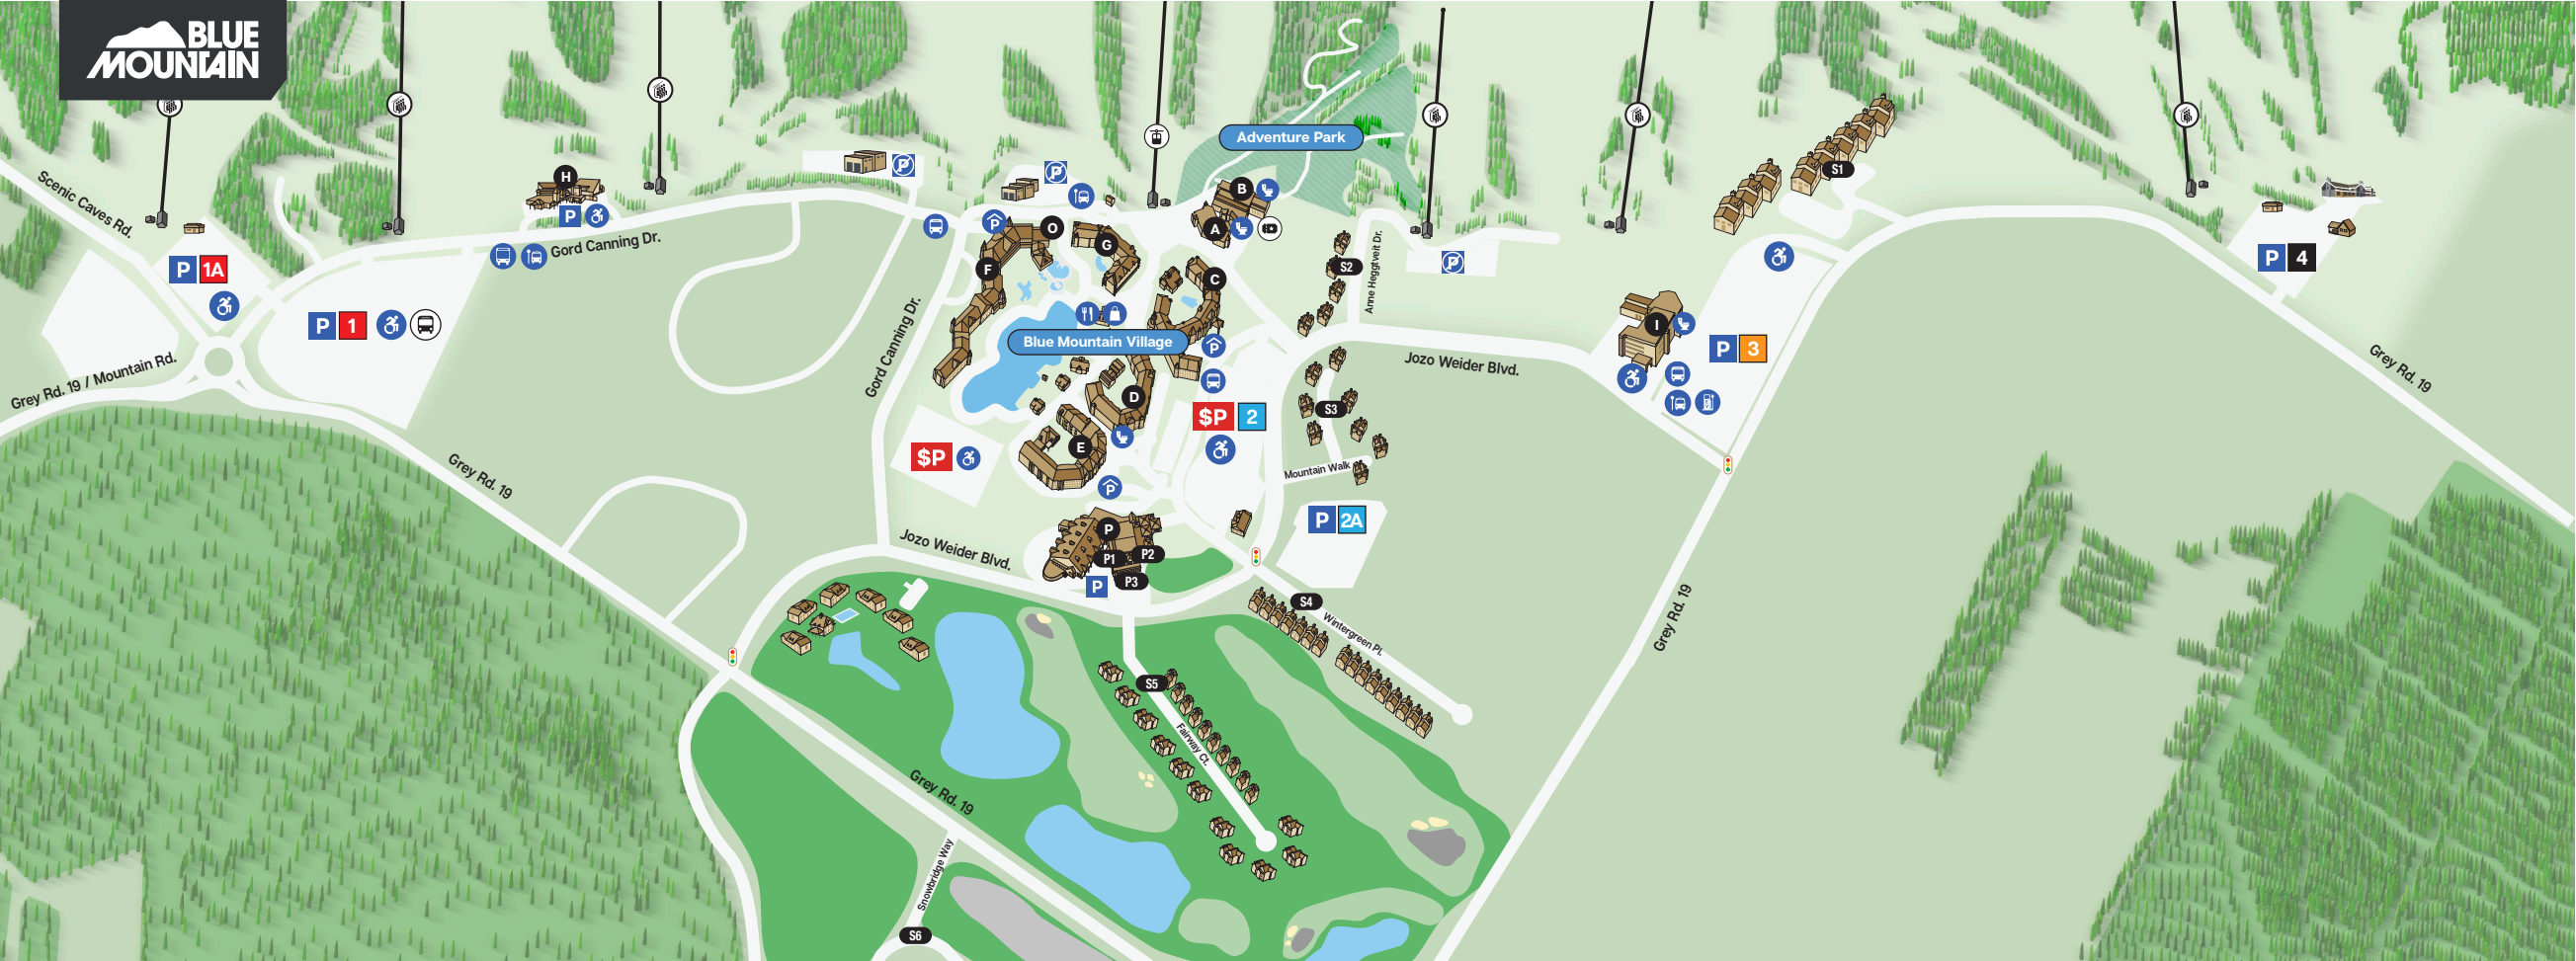 BLUE
MOUNTAIN
Adventure Park
Scenic Caves Rd.
H
P
Gord Canning Dr.
P 1A
P 1
Grey Rd. 19 / Mountain Rd.
Grey Rd. 19
P
P
P
B
A
O
G
F
C
Gord Canning Dr.
Blue Mountain Village
P
D
E
$P
$P 2
P
S2
Anne Heggtveit Dr.
P
Jozo Weider Blvd.
S3
Mountain Walk
P 2A
S1
I
P 3
P 4
Grey Rd. 19
Jozo Weider Blvd.
P
P1
P2
P3
P
S4
Wintergreen Pl.
S5
Fairway Ct.
Grey Rd. 19
Grey Rd. 19
Snowbridge Way
S6